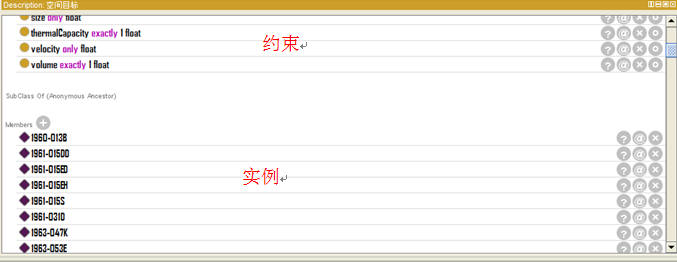 Description: 空间目标
size only float
thermalCapacity exactly 1 float
约束
velocity only float
volume exactly 1 float
SubClass Of (Anonymous Ancestor)
Members
1960-013B
1961-015DD
1961-015ED
实例
1961-015EH
1961-015S
1961-031D
1963-047K
1963-053E